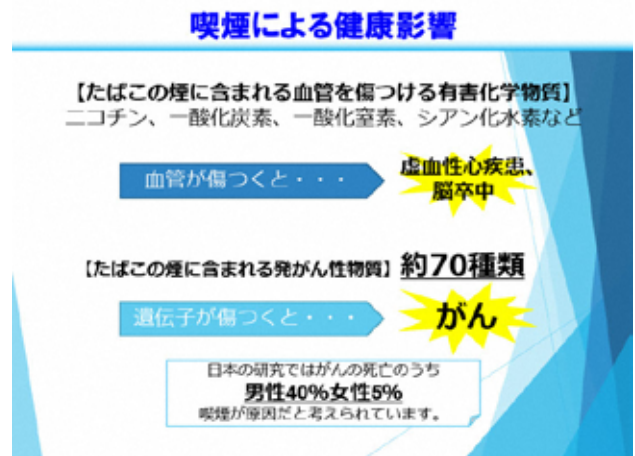 喫煙による健康影響
【たばこの煙に含まれる血管を傷つける有害化学物質】
ニコチン、一酸化炭素、一酸化窒素、シアン化水素など
血管が傷つくと・・・
虚血性心疾患、
脳卒中
【たばこの煙に含まれる発がん性物質】約70種類
遺伝子が傷つくと・・・
がん
日本の研究ではがんの死亡のうち
男性40%女性5%
喫煙が原因だと考えられています。